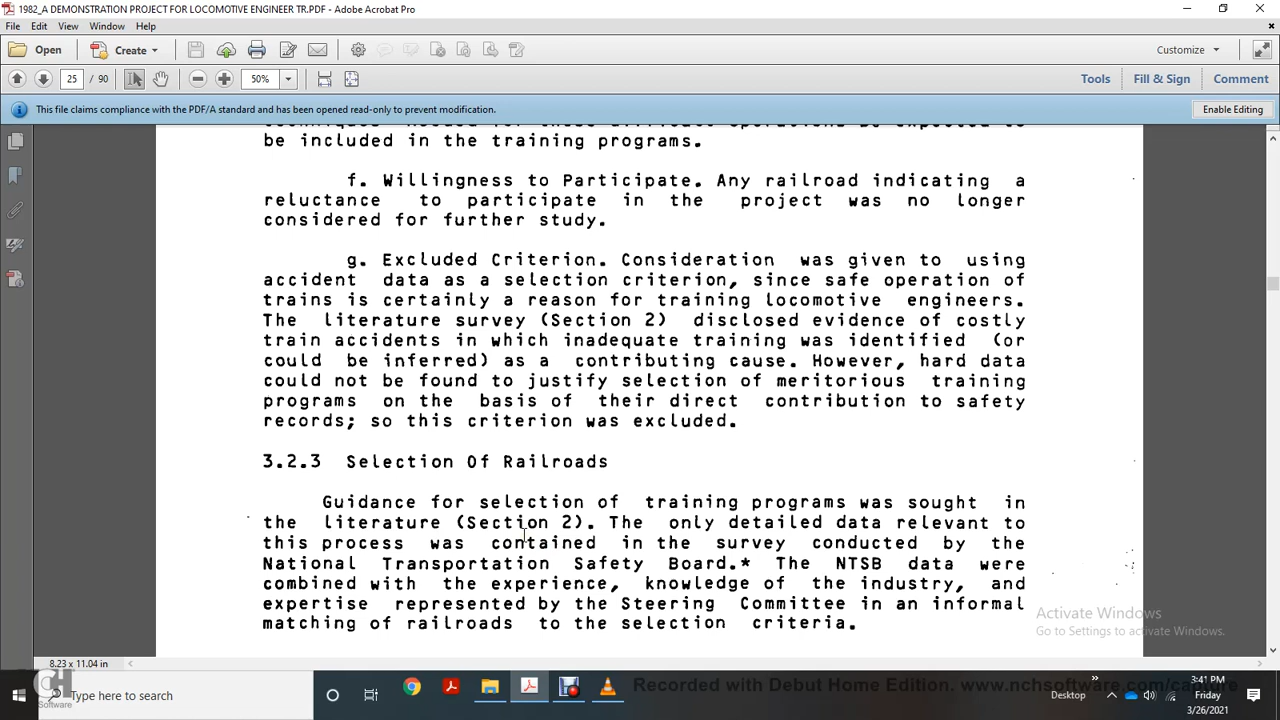 1982_A DEMONSTRATION PROJECT FOR LOCOMOTIVE ENGINEER TR.PDF - Adobe Acrobat Pro
File Edit View Window Help
Open Create Customize
25 / 90 50% Tools Fill & Sign Comment
This file claims compliance with the PDF/A standard and has been opened read-only to prevent modification. Enable Editing
be included in the training programs.
f. Willingness to Participate. Any railroad indicating a
reluctance to participate in the project was no longer
considered for further study.
g. Excluded Criterion. Consideration was given to using
accident data as a selection criterion, since safe operation of
trains is certainly a reason for training locomotive engineers.
The literature survey (Section 2) disclosed evidence of costly
train accidents in which inadequate training was identified (or
could be inferred) as a contributing cause. However, hard data
could not be found to justify selection of meritorious training
programs on the basis of their direct contribution to safety
records; so this criterion was excluded.
3.2.3 Selection Of Railroads
Guidance for selection of training programs was sought in
the literature (Section 2). The only detailed data relevant to
this process was contained in the survey conducted by the
National Transportation Safety Board.* The NTSB data were
combined with the experience, knowledge of the industry, and
expertise represented by the Steering Committee in an informal
matching of railroads to the selection criteria.
Activate Windows
Go to Settings to activate Windows.
8.23 x 11.04 in
Type here to search
Software
Recorded with Debut Home Edition. www.nchsoftware.com/capture
Desktop
3:41 PM
Friday
3/26/2021